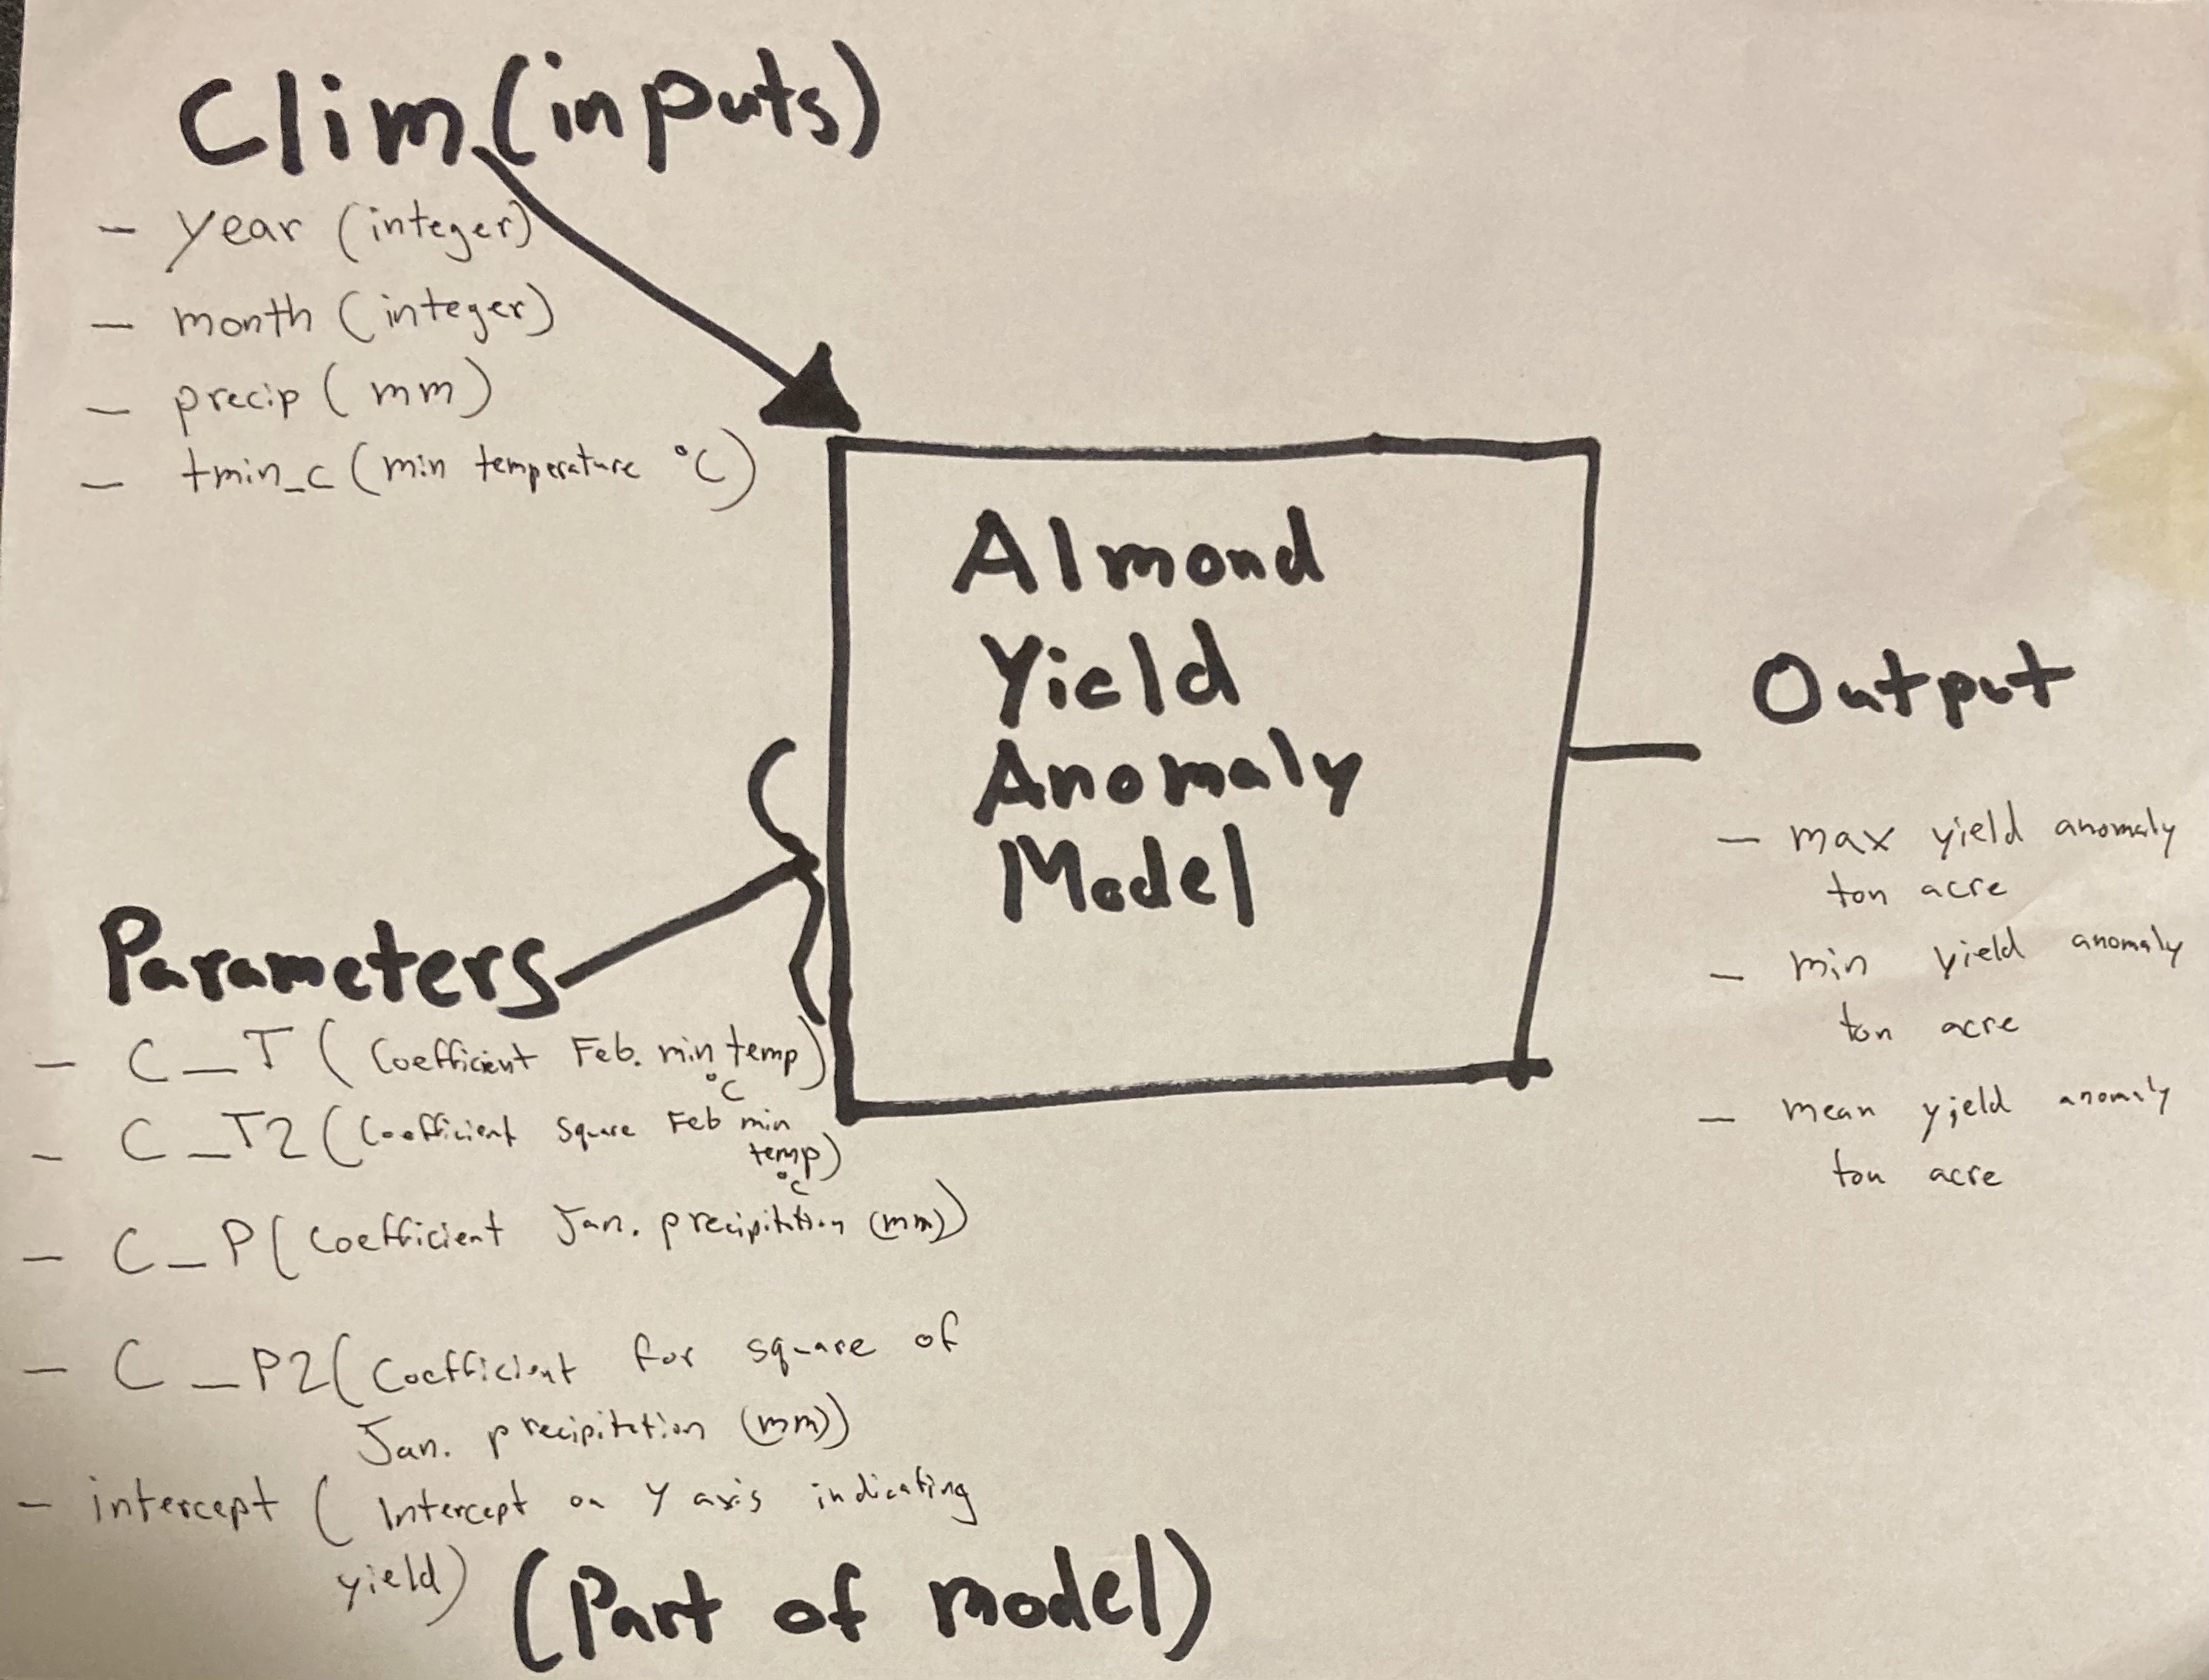 Clim (inputs)
- year (integer)
- month (integer)
- precip (mm)
- tmin_c (min temperature °C)
Almond
Yield
Anomaly
Model
Parameters
- C_T (Coefficient Feb. min temp)
°C
- C_T2 (Coefficient Square Feb min
temp)
°C
- C_P (Coefficient Jan. precipitation (mm))
- C_P2 (Coefficient for square of
Jan. precipitation (mm))
- intercept (Intercept on Y axis indicating
yield)
(Part of model)
Output
- max yield anomaly
ton acre
- min yield anomaly
ton acre
- mean yield anomaly
ton acre